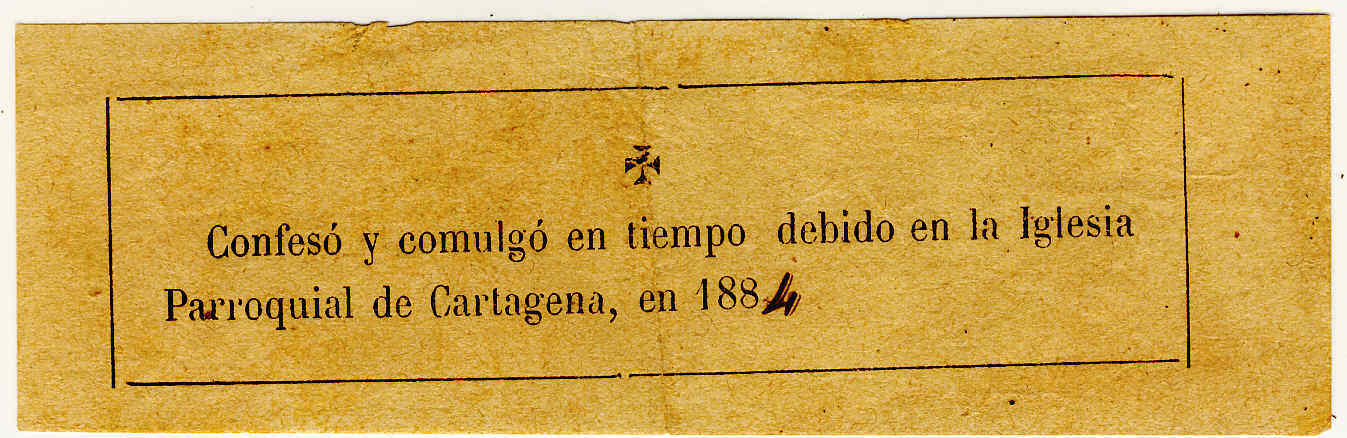 Confesó y comulgó en tiempo debido en la Iglesia
Parroquial de Cartagena, en 1884